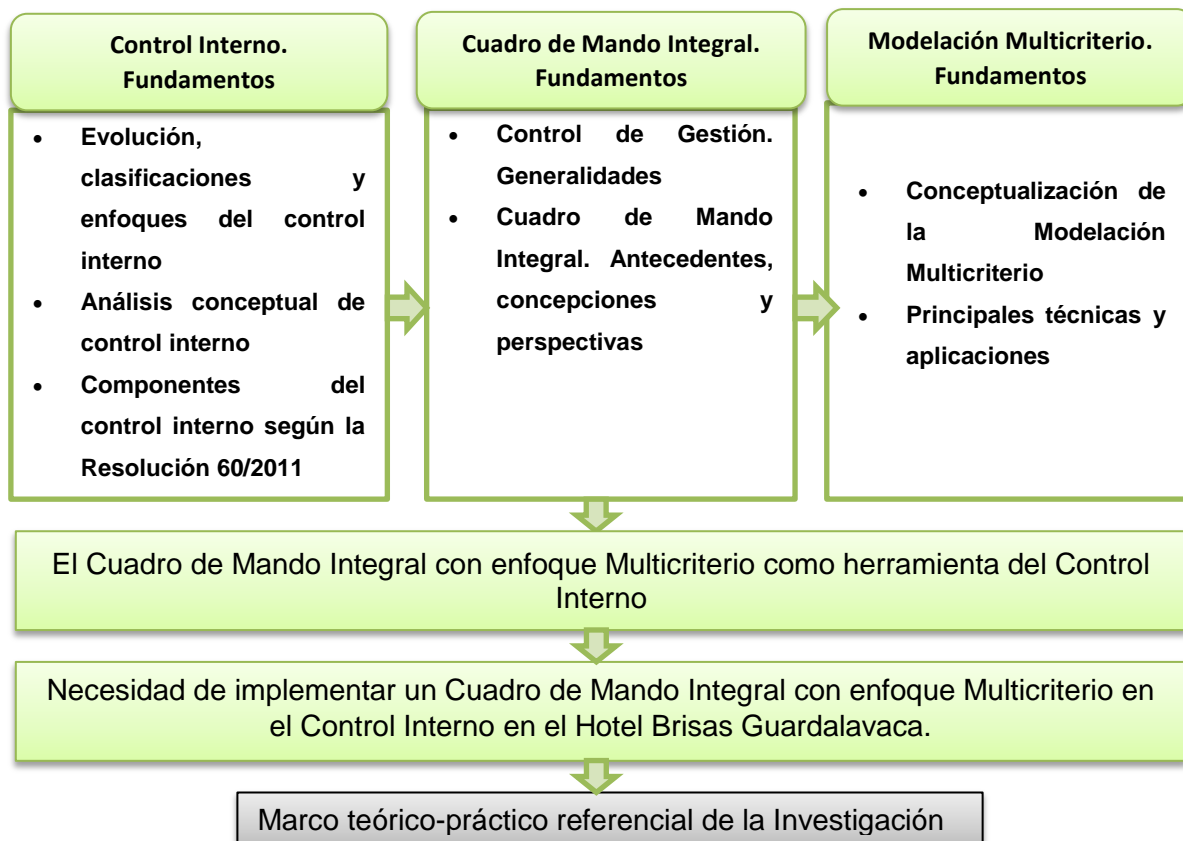 Control Interno.
Fundamentos
• Evolución,
clasificaciones y
enfoques del control
interno
• Análisis conceptual de
control interno
• Componentes del
control interno según la
Resolución 60/2011
Cuadro de Mando Integral.
Fundamentos
• Control de Gestión.
Generalidades
• Cuadro de Mando
Integral. Antecedentes,
concepciones y
perspectivas
Modelación Multicriterio.
Fundamentos
• Conceptualización de
la Modelación
Multicriterio
• Principales técnicas y
aplicaciones
El Cuadro de Mando Integral con enfoque Multicriterio como herramienta del Control
Interno
Necesidad de implementar un Cuadro de Mando Integral con enfoque Multicriterio en
el Control Interno en el Hotel Brisas Guardalavaca.
Marco teórico-práctico referencial de la Investigación